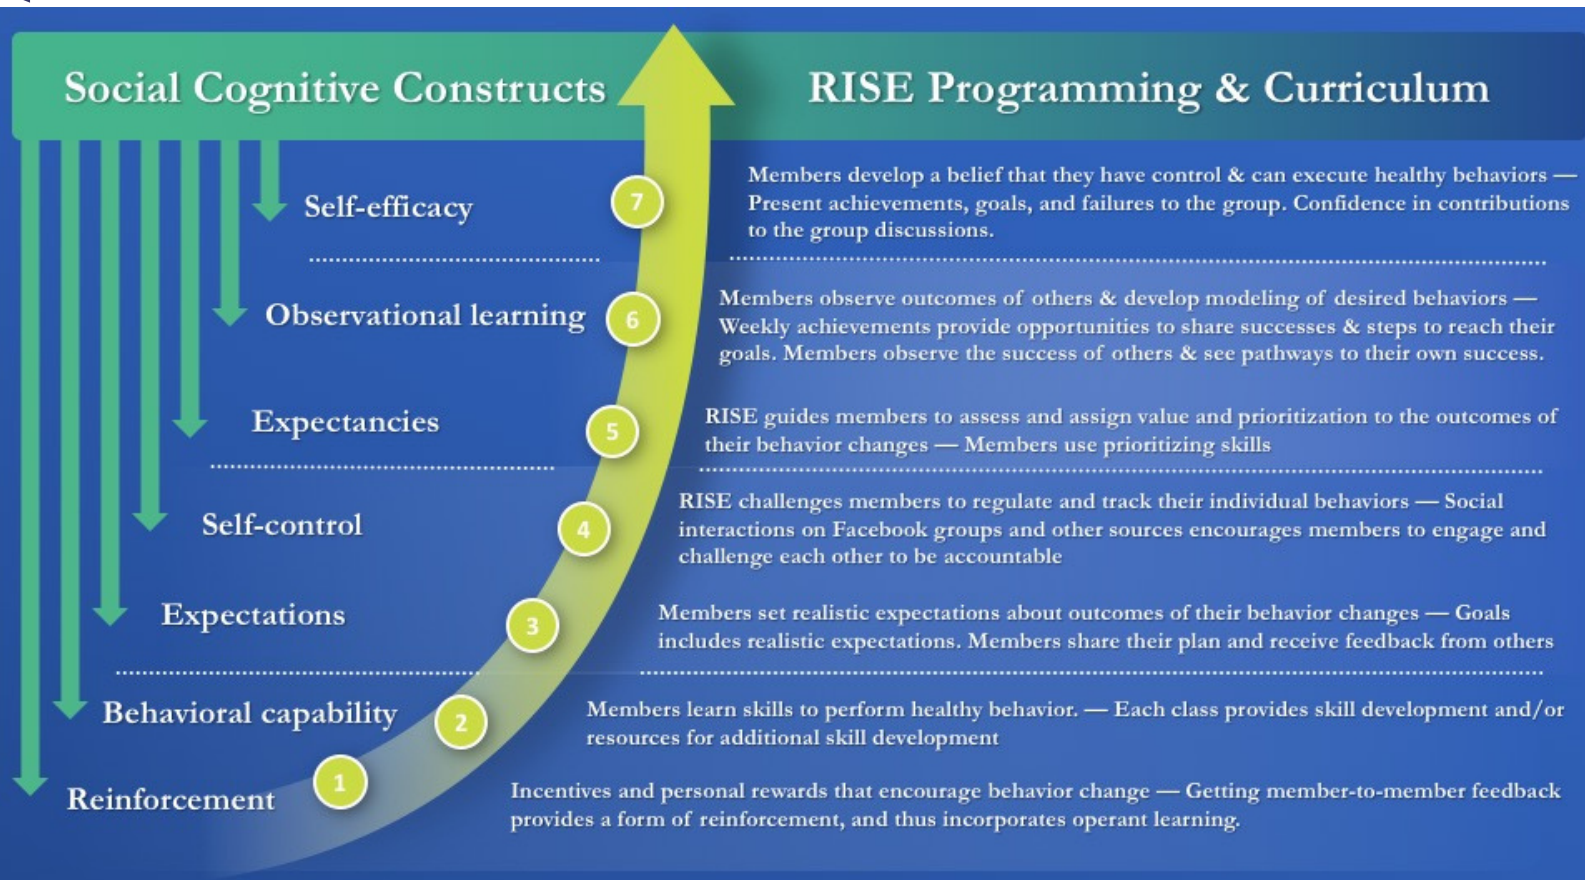 Social Cognitive Constructs
RISE Programming & Curriculum
Self-efficacy
7
Members develop a belief that they have control & can execute healthy behaviors —
Present achievements, goals, and failures to the group. Confidence in contributions
to the group discussions.
Observational learning
6
Members observe outcomes of others & develop modeling of desired behaviors —
Weekly achievements provide opportunities to share successes & steps to reach their
goals. Members observe the success of others & see pathways to their own success.
Expectancies
5
RISE guides members to assess and assign value and prioritization to the outcomes of
their behavior changes — Members use prioritizing skills
Self-control
4
RISE challenges members to regulate and track their individual behaviors — Social
interactions on Facebook groups and other sources encourages members to engage and
challenge each other to be accountable
Expectations
3
Members set realistic expectations about outcomes of their behavior changes — Goals
includes realistic expectations. Members share their plan and receive feedback from others
Behavioral capability
2
Members learn skills to perform healthy behavior. — Each class provides skill development and/or
resources for additional skill development
Reinforcement
1
Incentives and personal rewards that encourage behavior change — Getting member-to-member feedback
provides a form of reinforcement, and thus incorporates operant learning.